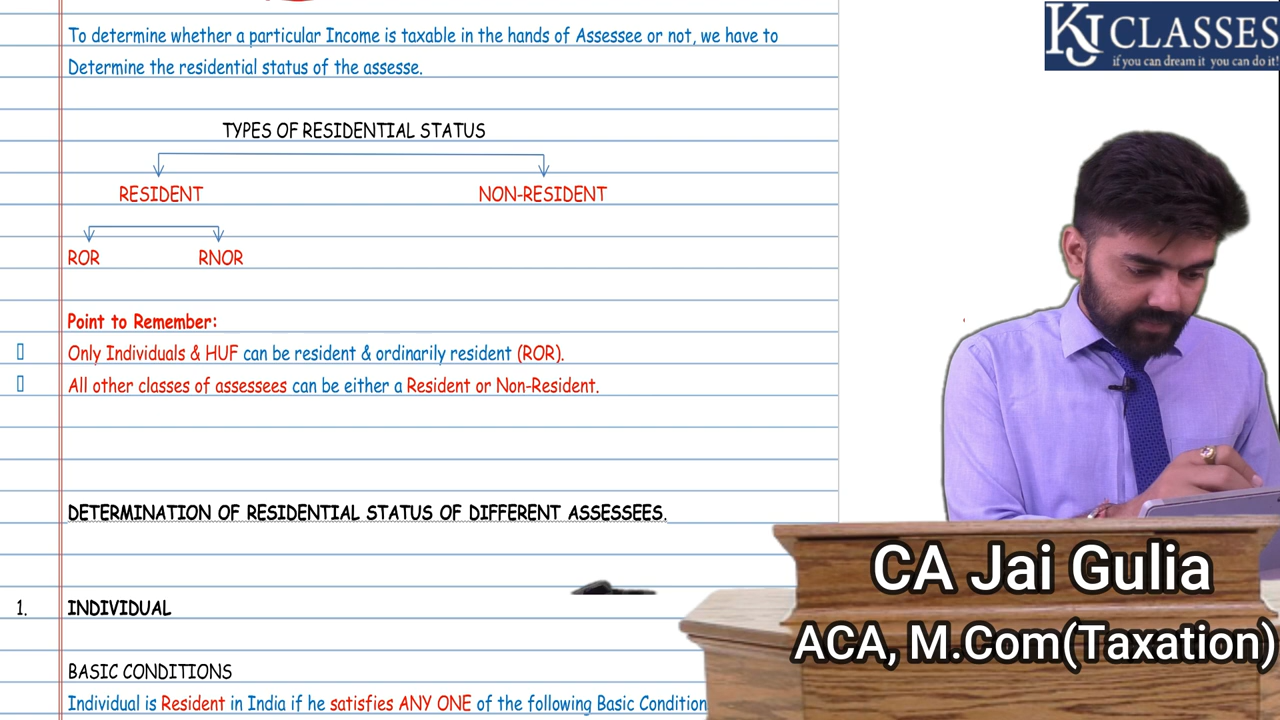 To determine whether a particular Income is taxable in the hands of Assessee or not, we have to
Determine the residential status of the assesse.
KJ CLASSES
if you can dream it you can do it!
TYPES OF RESIDENTIAL STATUS
RESIDENT NON-RESIDENT
ROR RNOR
Point to Remember:
Only Individuals & HUF can be resident & ordinarily resident (ROR).
All other classes of assessees can be either a Resident or Non-Resident.
DETERMINATION OF RESIDENTIAL STATUS OF DIFFERENT ASSESSEES.
1. INDIVIDUAL
BASIC CONDITIONS
Individual is Resident in India if he satisfies ANY ONE of the following Basic Condition
CA Jai Gulia
ACA, M.Com(Taxation)